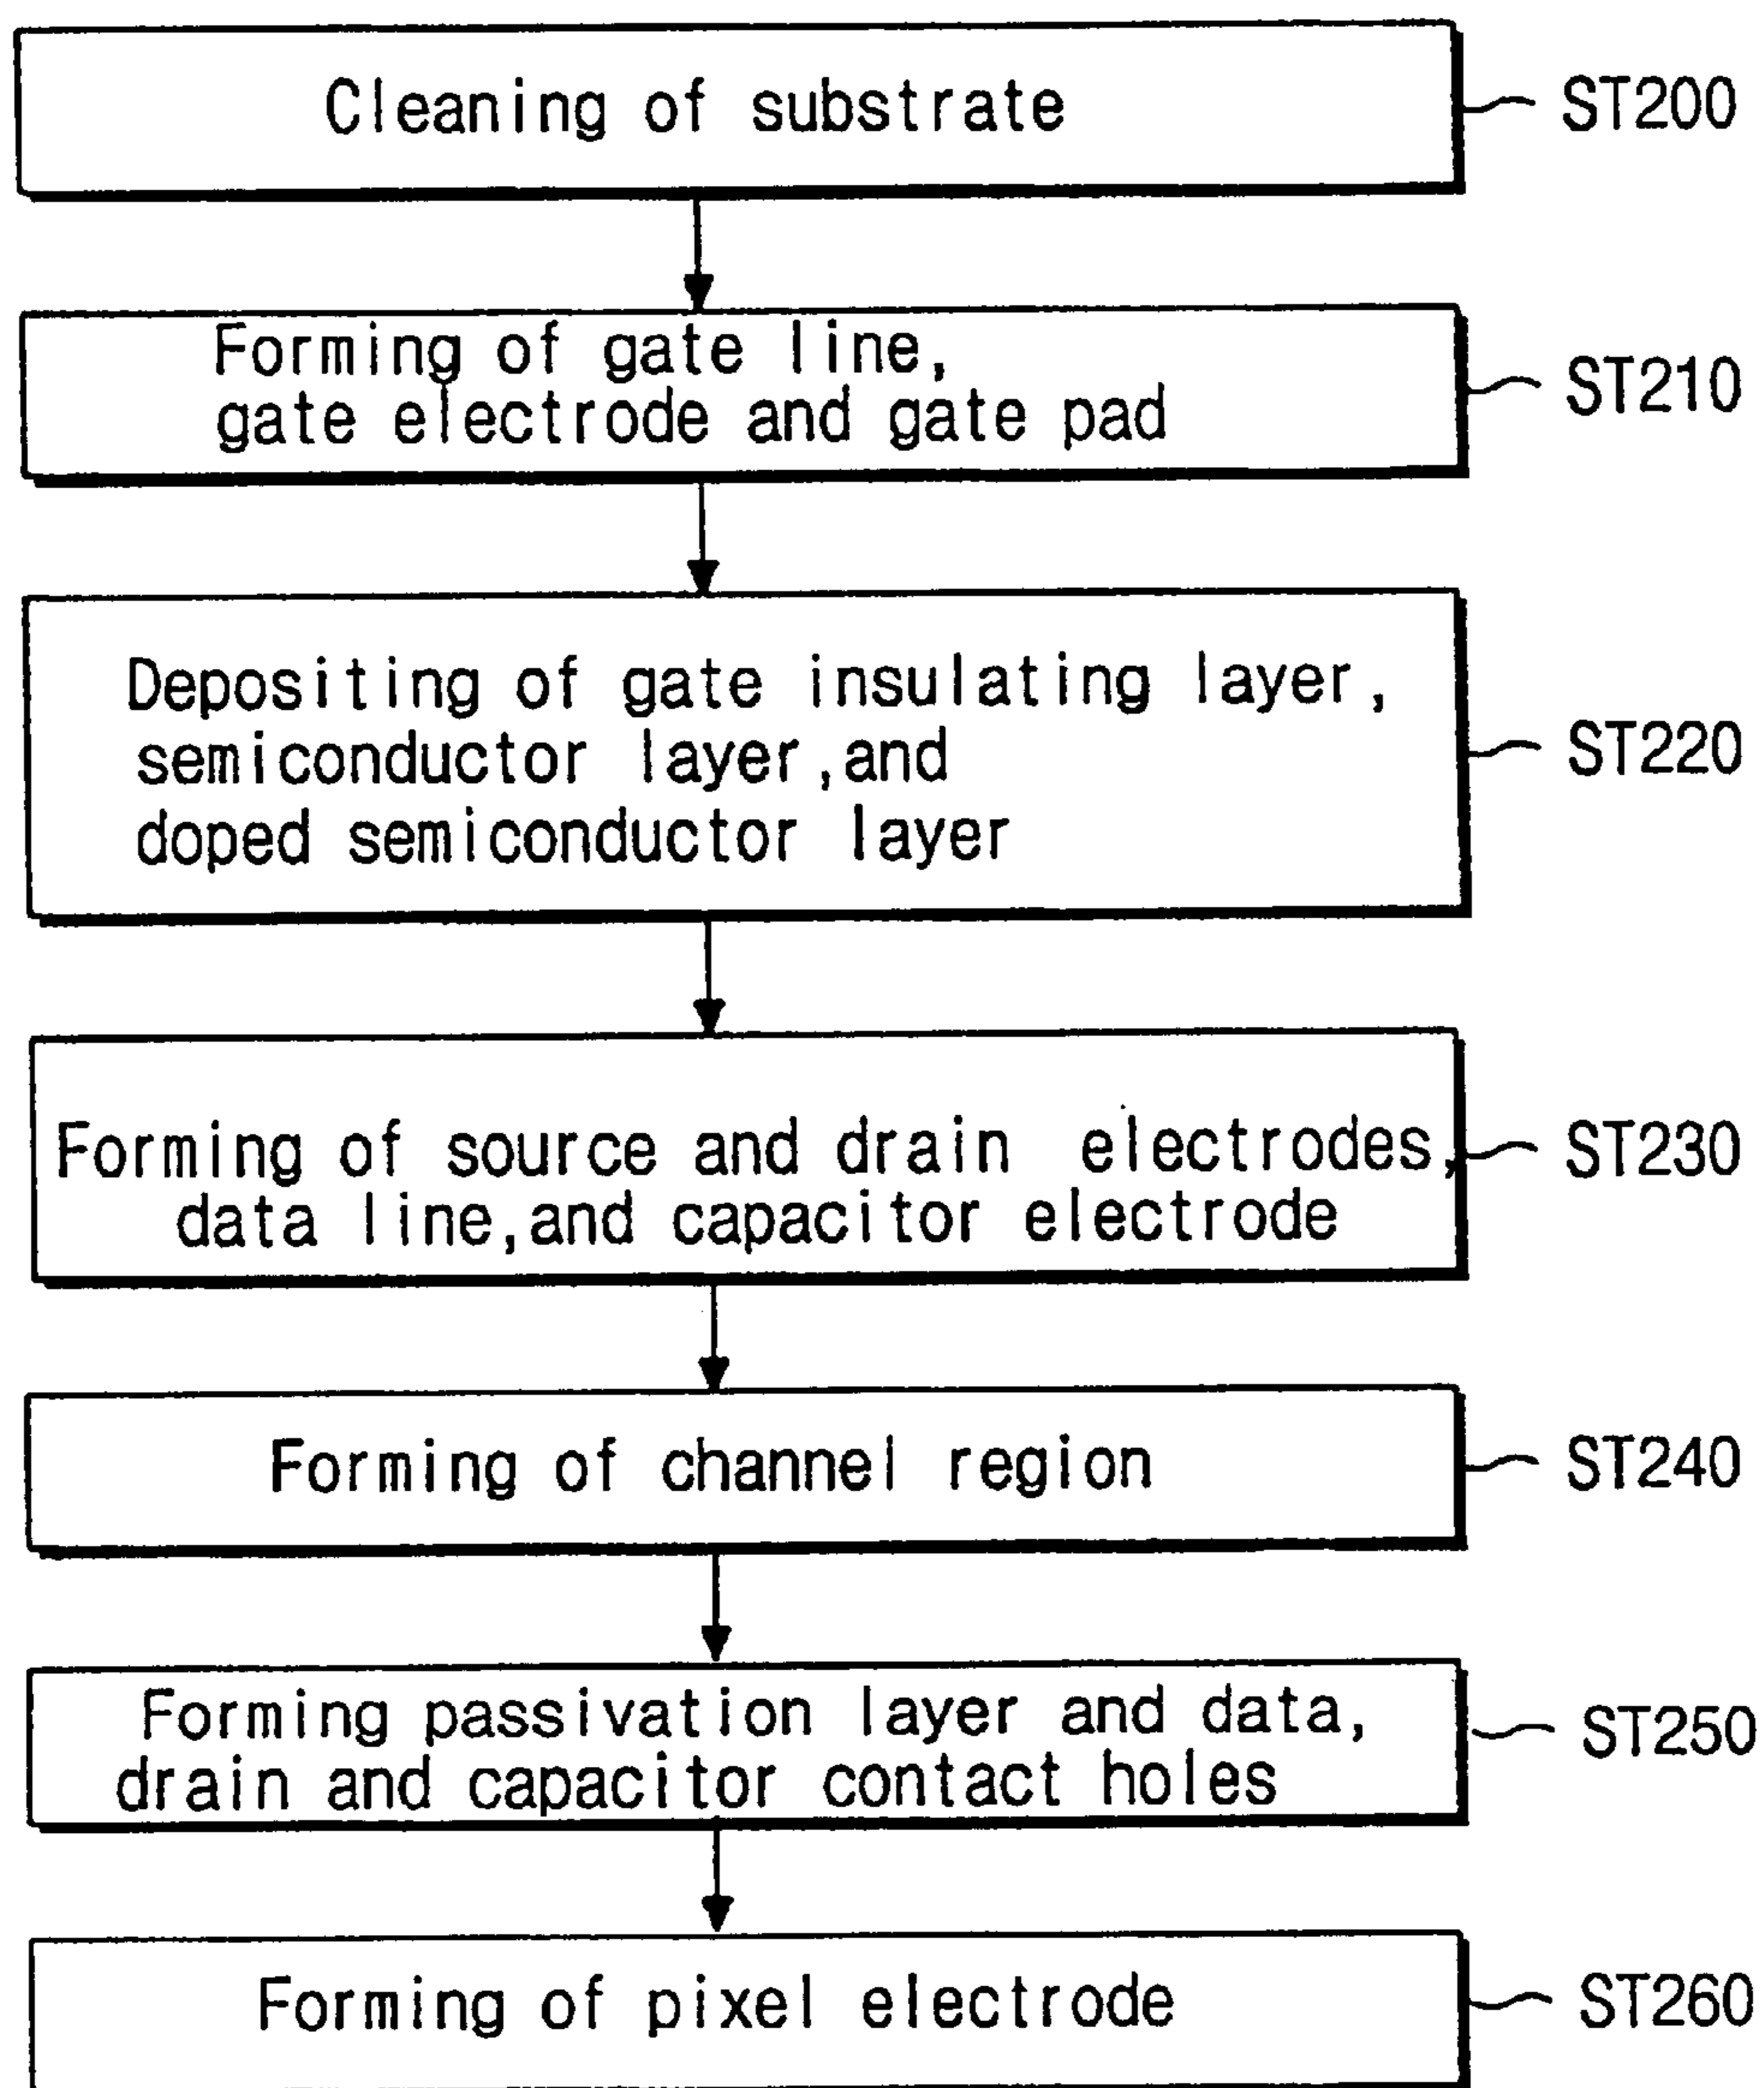 Cleaning of substrate
ST200
Forming of gate line,
gate electrode and gate pad
ST210
Depositing of gate insulating layer,
semiconductor layer,and
doped semiconductor layer
ST220
Forming of source and drain electrodes,
data line,and capacitor electrode
ST230
Forming of channel region
ST240
Forming passivation layer and data,
drain and capacitor contact holes
ST250
Forming of pixel electrode
ST260